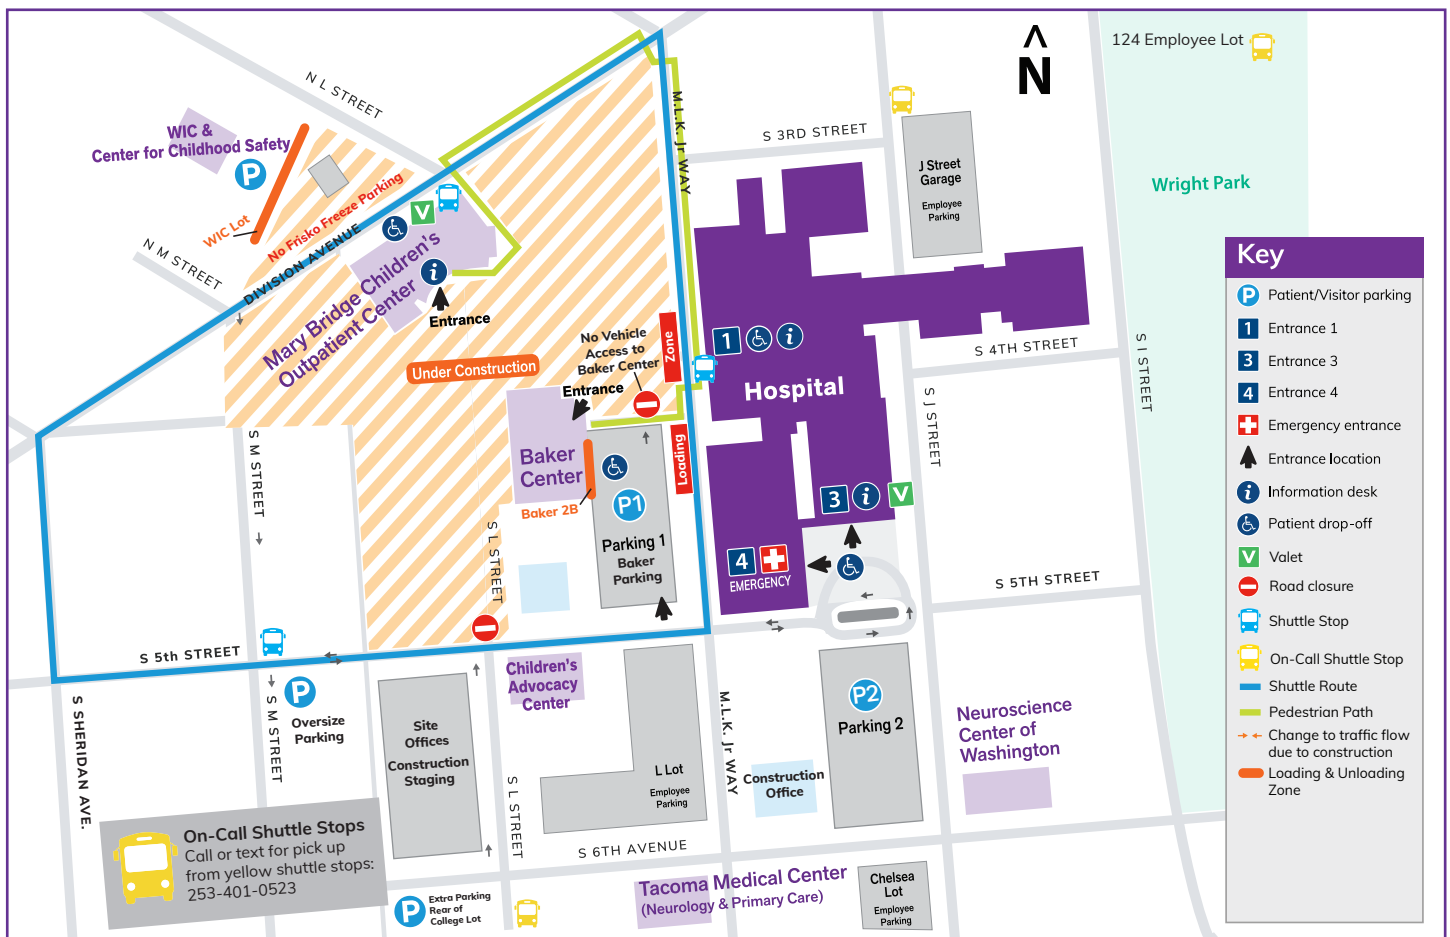 124 Employee Lot
N
N L STREET
WIC &
Center for Childhood Safety
P
WIC Lot
No Frisko Freeze Parking
N M STREET
DIVISION AVENUE
V
i
Mary Bridge Children's
Outpatient Center
Entrance
Under Construction
M.L.K. Jr WAY
S 3RD STREET
J Street
Garage
Employee
Parking
Wright Park
No Vehicle
Access to
Baker Center
Loading
Zone
Entrance
1
i
Hospital
S 4TH STREET
S I STREET
S J STREET
Baker
Center
Baker 2B
P1
Parking 1
Baker
Parking
3
i
V
4
EMERGENCY
S 5TH STREET
S M STREET
S L STREET
S 5th STREET
P
Oversize
Parking
S M STREET
S SHERIDAN AVE.
Site
Offices
Construction
Staging
Children's
Advocacy
Center
S L STREET
L Lot
Employee
Parking
M.L.K. Jr WAY
Construction
Office
P2
Parking 2
Neuroscience
Center of
Washington
S 6TH AVENUE
On-Call Shuttle Stops
Call or text for pick up
from yellow shuttle stops:
253-401-0523
P
Extra Parking
Rear of
College Lot
Tacoma Medical Center
(Neurology & Primary Care)
Chelsea
Lot
Employee
Parking
Key
P Patient/Visitor parking
1 Entrance 1
3 Entrance 3
4 Entrance 4
Emergency entrance
Entrance location
i Information desk
Patient drop-off
V Valet
Road closure
Shuttle Stop
On-Call Shuttle Stop
Shuttle Route
Pedestrian Path
Change to traffic flow
due to construction
Loading & Unloading
Zone